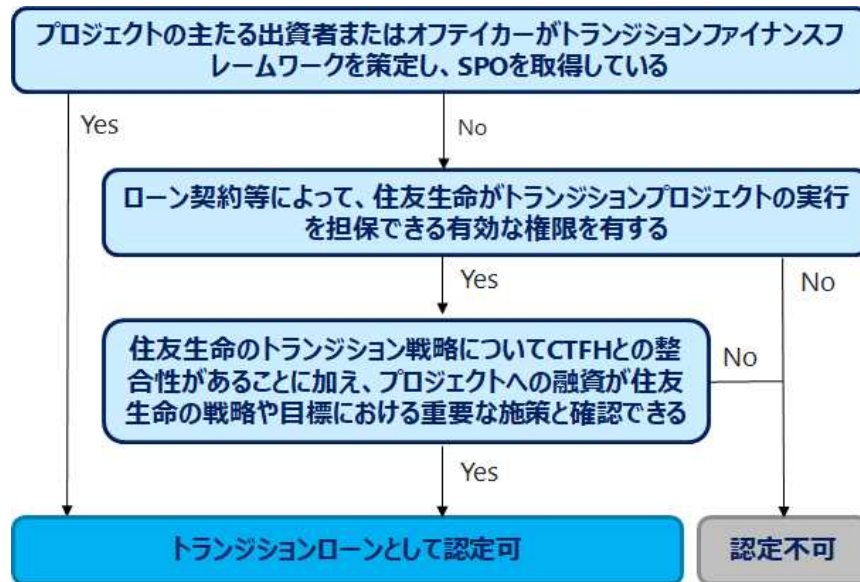 プロジェクトの主たる出資者またはオフテイカーがトランジションファイナンスフ
レームワークを策定し、SPOを取得している
Yes
No
ローン契約等によって、住友生命がトランジションプロジェクトの実行
を担保できる有効な権限を有する
Yes
No
住友生命のトランジション戦略についてCTFHとの整
合性があることに加え、プロジェクトへの融資が住友
生命の戦略や目標における重要な施策と確認できる
No
Yes
トランジションローンとして認定可
認定不可